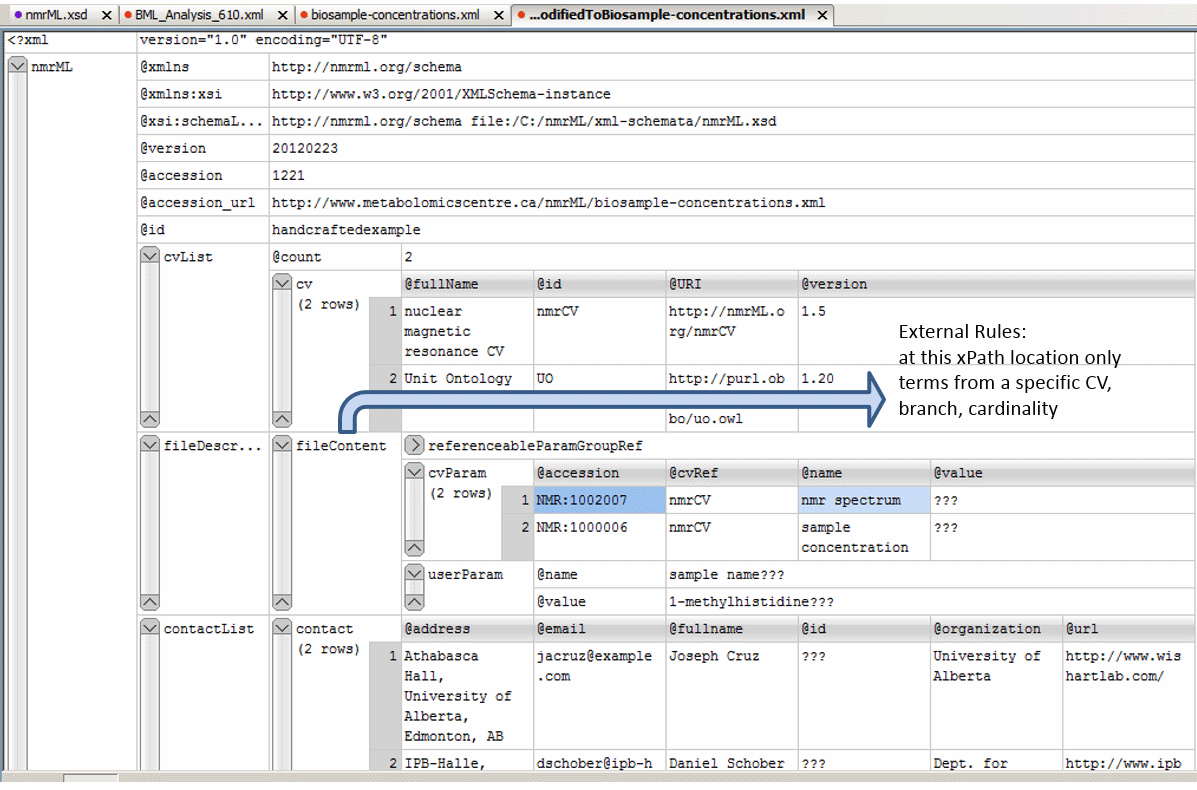 nmrML.xsd BML_Analysis_610.xml biosample-concentrations.xml ...odifiedToBiosample-concentrations.xml
<?xml version="1.0" encoding="UTF-8"
nmrML @xmlns http://nmrml.org/schema
@xmlns:xsi http://www.w3.org/2001/XMLSchema-instance
@xsi:schemaL... http://nmrml.org/schema file:/C:/nmrML/xml-schemata/nmrML.xsd
@version 20120223
@accession 1221
@accession_url http://www.metabolomicscentre.ca/nmrML/biosample-concentrations.xml
@id handcraftedexample
cvList @count 2
cv @fullName @id @URI @version
(2 rows) 1 nuclear nmrCV http://nmrML.o 1.5
magnetic rg/nmrCV
resonance CV
2 Unit Ontology UO http://purl.ob 1.20
bo/uo.owl
External Rules:
at this xPath location only
terms from a specific CV,
branch, cardinality
fileDescr... fileContent referenceableParamGroupRef
cvParam @accession @cvRef @name @value
(2 rows) 1 NMR:1002007 nmrCV nmr spectrum ???
2 NMR:1000006 nmrCV sample ???
concentration
userParam @name sample name???
@value 1-methylhistidine???
contactList contact @address @email @fullname @id @organization @url
(2 rows) 1 Athabasca jacruz@example Joseph Cruz ??? University of http://www.wis
Hall, .com Alberta hartlab.com/
University of
Alberta,
Edmonton, AB
2 IPB-Halle, dschober@ipb-h Daniel Schober ??? Dept. for http://www.ipb